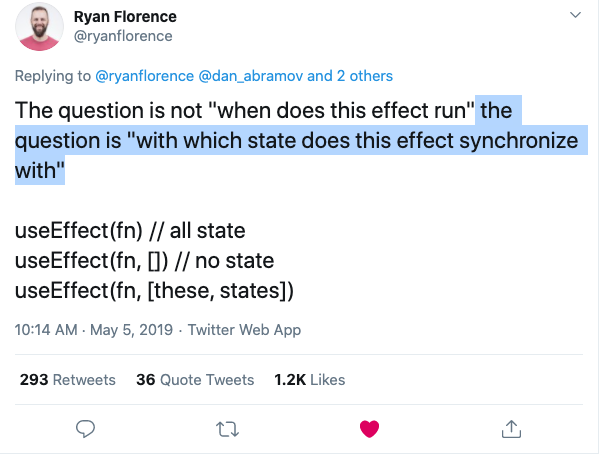 Ryan Florence
@ryanflorence
Replying to @ryanflorence @dan_abramov and 2 others
The question is not "when does this effect run" the
question is "with which state does this effect synchronize
with"
useEffect(fn) // all state
useEffect(fn, []) // no state
useEffect(fn, [these, states])
10:14 AM · May 5, 2019 · Twitter Web App
293 Retweets 36 Quote Tweets 1.2K Likes